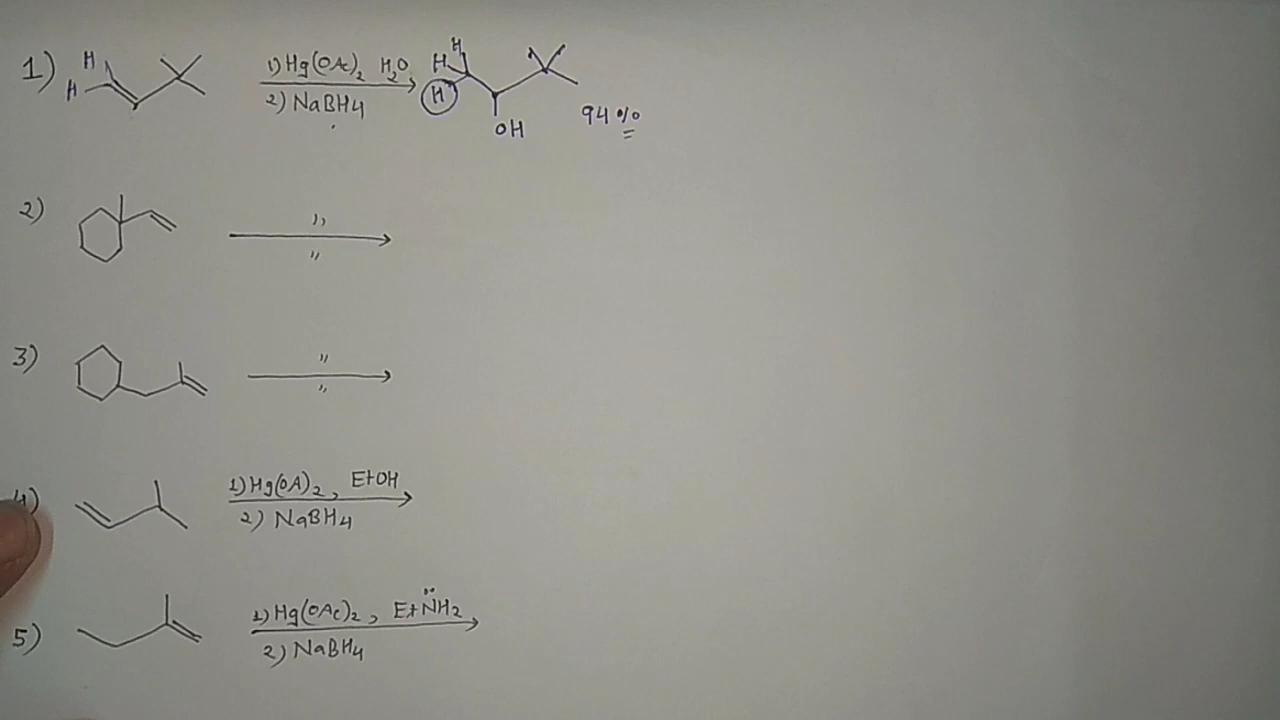 1) H H 1) Hg(OAc)2 H2O H H H OH 94%
2) NaBH4
2) ,, ,,
3) ,, ,,
4) 1) Hg(OA)2, EtOH
2) NaBH4
5) 1) Hg(OAc)2, EtNH2
2) NaBH4